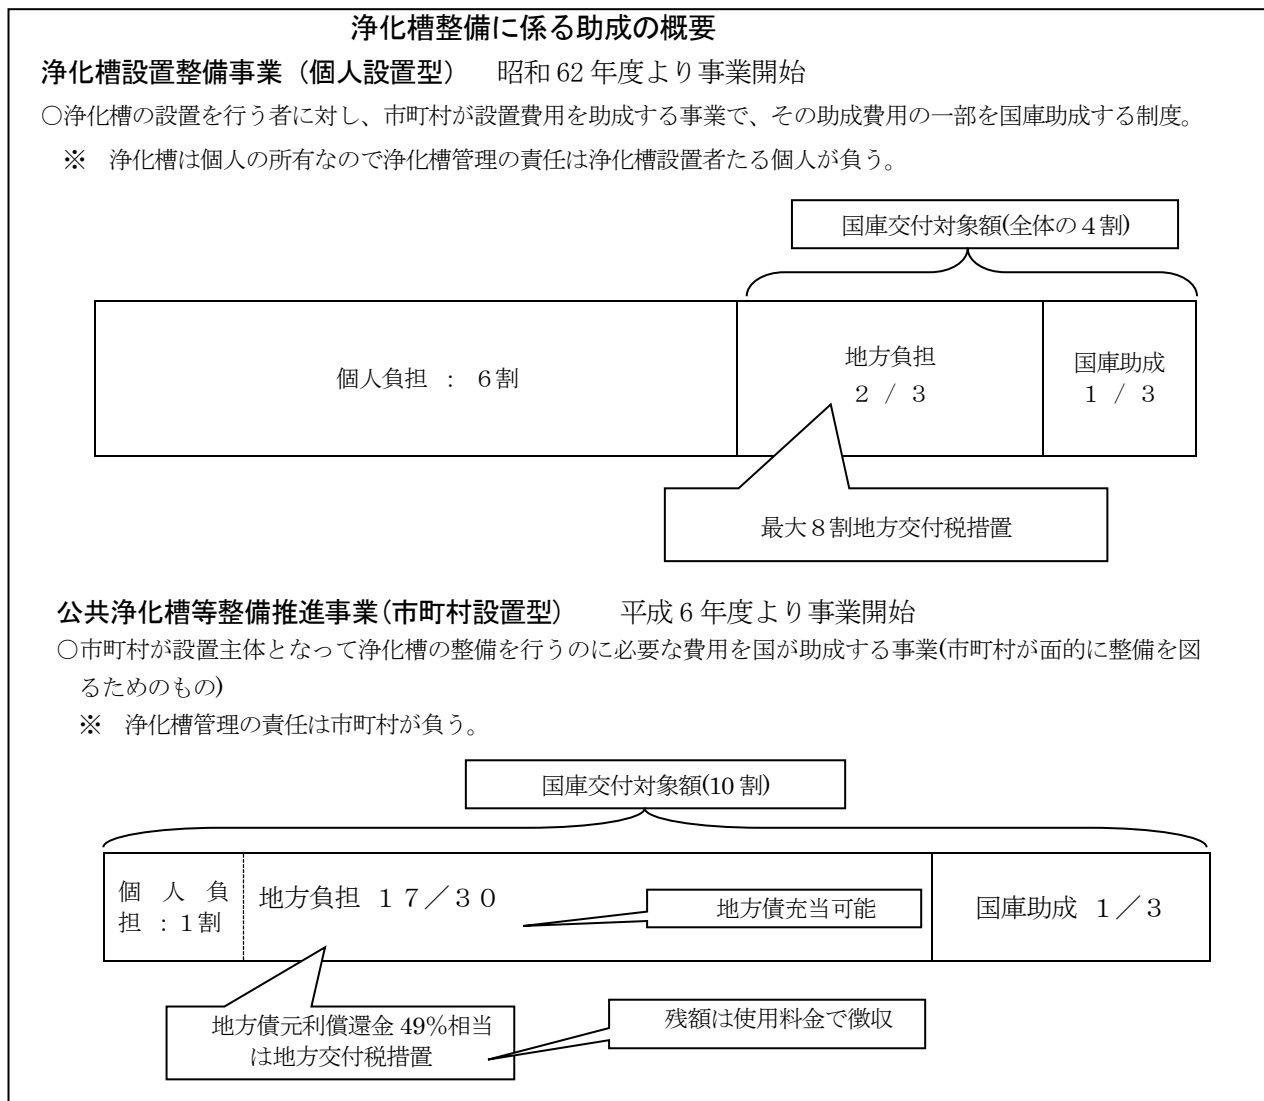 浄化槽整備に係る助成の概要
浄化槽設置整備事業（個人設置型）　昭和 62 年度より事業開始
○浄化槽の設置を行う者に対し、市町村が設置費用を助成する事業で、その助成費用の一部を国庫助成する制度。
※　浄化槽は個人の所有なので浄化槽管理の責任は浄化槽設置者たる個人が負う。
国庫交付対象額(全体の４割)
個人負担　：　６割
地方負担
２ / ３
国庫助成
１ / ３
最大８割地方交付税措置
公共浄化槽等整備推進事業(市町村設置型)　　平成 6 年度より事業開始
○市町村が設置主体となって浄化槽の整備を行うのに必要な費用を国が助成する事業(市町村が面的に整備を図
るためのもの)
※　浄化槽管理の責任は市町村が負う。
国庫交付対象額(10 割)
個 人 負
担 ：１割
地方負担 １７／３０
地方債充当可能
国庫助成 １／３
地方債元利償還金 49％相当
は地方交付税措置
残額は使用料金で徴収